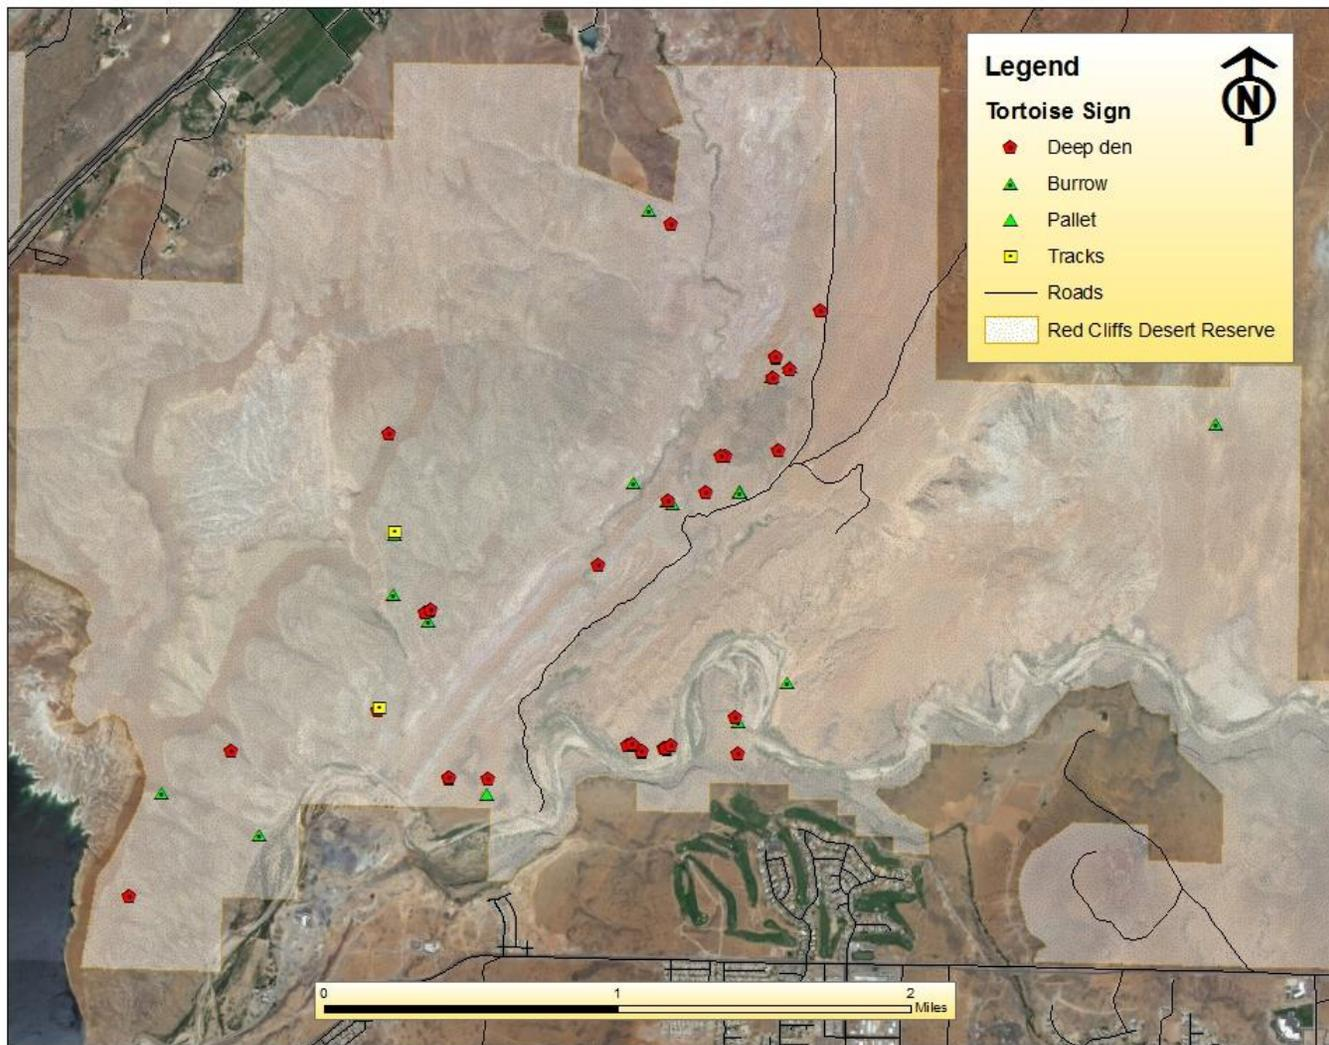 Legend
N
Tortoise Sign
Deep den
Burrow
Pallet
Tracks
Roads
Red Cliffs Desert Reserve
0 1 2
Miles